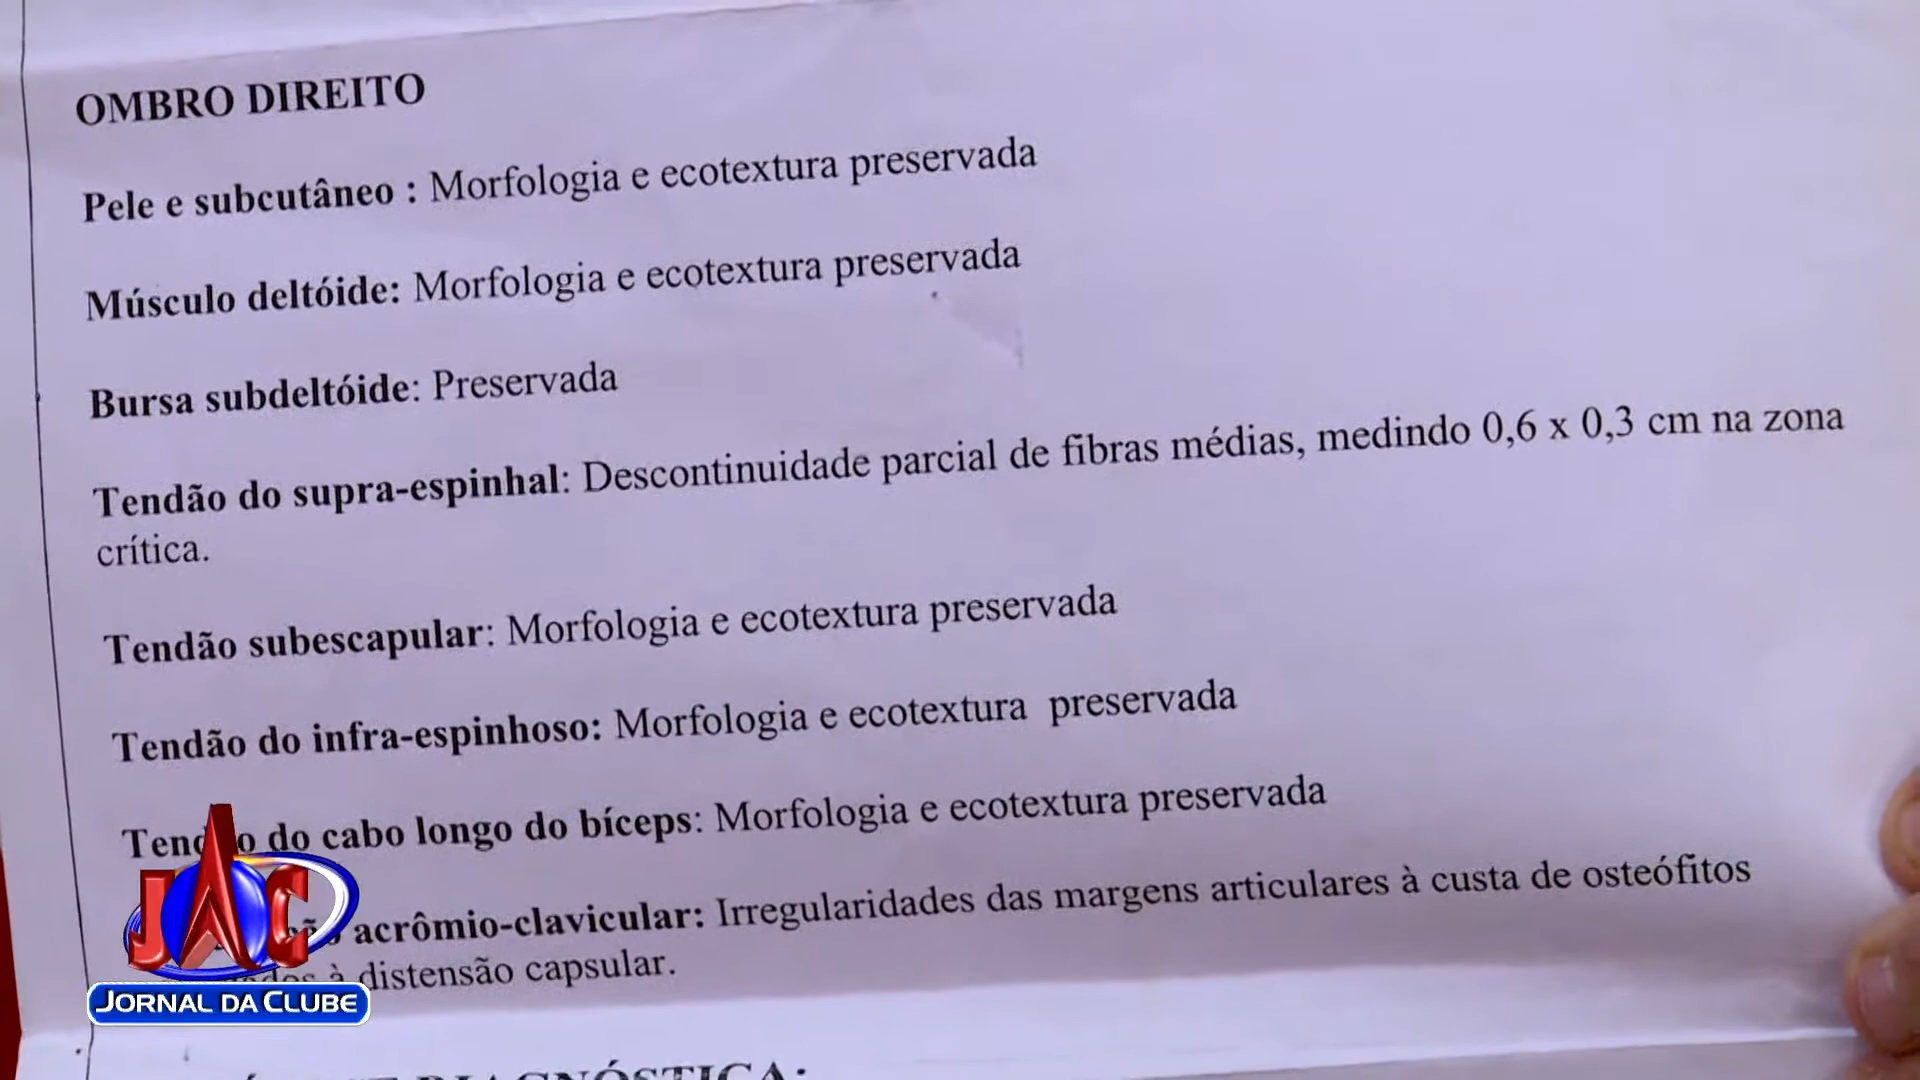 OMBRO DIREITO
Pele e subcutâneo : Morfologia e ecotextura preservada
Músculo deltóide: Morfologia e ecotextura preservada
Bursa subdeltóide: Preservada
Tendão do supra-espinhal: Descontinuidade parcial de fibras médias, medindo 0,6 x 0,3 cm na zona
crítica.
Tendão subescapular: Morfologia e ecotextura preservada
Tendão do infra-espinhoso: Morfologia e ecotextura preservada
Tendão do cabo longo do bíceps: Morfologia e ecotextura preservada
acrômio-clavicular: Irregularidades das margens articulares à custa de osteófitos
à distensão capsular.
DIAGNÓSTICA:
JAC
JORNAL DA CLUBE